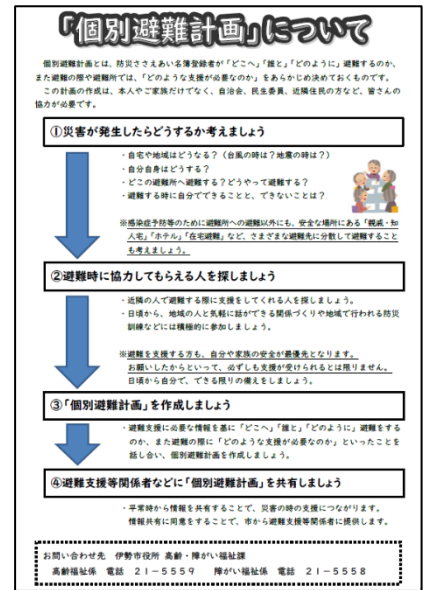 「個別避難計画」について
個別避難計画とは、防災ささえあい名簿登録者が「どこへ」「誰と」「どのように」避難するのか、
また避難の際や避難所では、「どのような支援が必要なのか」をあらかじめ決めておくものです。
この計画の作成は、本人やご家族だけでなく、自治会、民生委員、近隣住民の方など、皆さんの
協力が必要です。
①災害が発生したらどうするか考えましょう
・自宅や地域はどうなる?(台風の時は?地震の時は?)
・自分自身はどうする?
・どこの避難所へ避難する?どうやって避難する?
・避難する時に自分でできることと、できないことは?
※感染症予防等のために避難所への避難以外にも、安全な場所にある「親戚・知
人宅」「ホテル」「在宅避難」など、さまざまな避難先に分散して避難すること
も考えましょう。
②避難時に協力してもらえる人を探しましょう
・近隣の人で避難する際に支援をしてくれる人を探しましょう。
・日頃から、地域の人と気軽に話ができる関係づくりや地域で行われる防災
訓練などには積極的に参加しましょう。
※避難を支援する方も、自分や家族の安全が最優先となります。
お願いしたからといって、必ずしも支援が受けられるとは限りません。
日頃から自分で、できる限りの備えをしましょう。
③「個別避難計画」を作成しましょう
・避難支援に必要な情報を基に「どこへ」「誰と」「どのように」避難をする
のか、また避難の際に「どのような支援が必要なのか」といったことを
話し合い、個別避難計画を作成しましょう。
④避難支援等関係者などに「個別避難計画」を共有しましょう
・平常時から情報を共有することで、災害の時の支援につながります。
情報共有に同意をすることで、市から避難支援等関係者に提供します。
お問い合わせ先 伊勢市役所 高齢・障がい福祉課
高齢福祉係 電話 21-5559 障がい福祉係 電話 21-5558